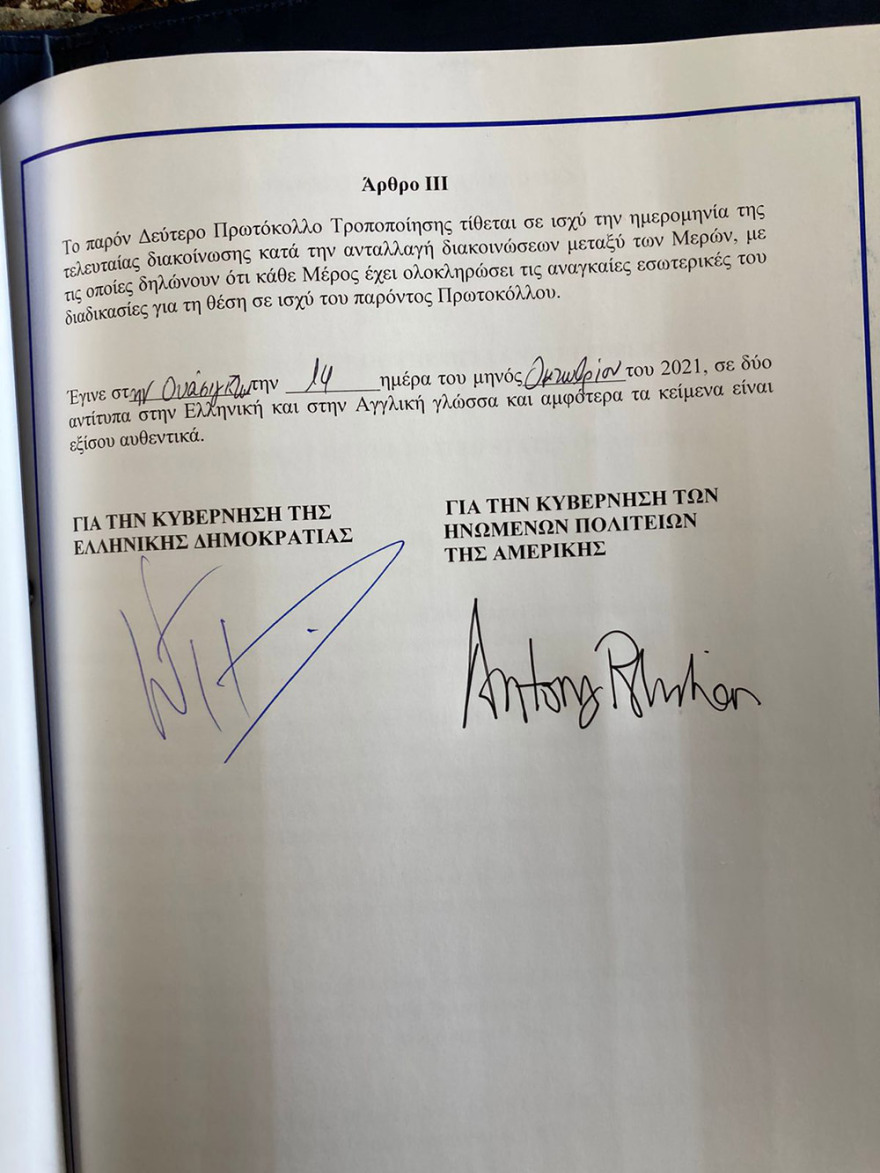 Άρθρο III
Το παρόν Δεύτερο Πρωτόκολλο Τροποποίησης τίθεται σε ισχύ την ημερομηνία της
τελευταίας διακοίνωσης κατά την ανταλλαγή διακοινώσεων μεταξύ των Μερών, με
τις οποίες δηλώνουν ότι κάθε Μέρος έχει ολοκληρώσει τις αναγκαίες εσωτερικές του
διαδικασίες για τη θέση σε ισχύ του παρόντος Πρωτοκόλλου.
Έγινε στην Ουάσιγκτων την 14 ημέρα του μηνός Οκτωβρίου του 2021, σε δύο
αντίτυπα στην Ελληνική και στην Αγγλική γλώσσα και αμφότερα τα κείμενα είναι
εξίσου αυθεντικά.
ΓΙΑ ΤΗΝ ΚΥΒΕΡΝΗΣΗ ΤΗΣ
ΕΛΛΗΝΙΚΗΣ ΔΗΜΟΚΡΑΤΙΑΣ
ΓΙΑ ΤΗΝ ΚΥΒΕΡΝΗΣΗ ΤΩΝ
ΗΝΩΜΕΝΩΝ ΠΟΛΙΤΕΙΩΝ
ΤΗΣ ΑΜΕΡΙΚΗΣ
Antony